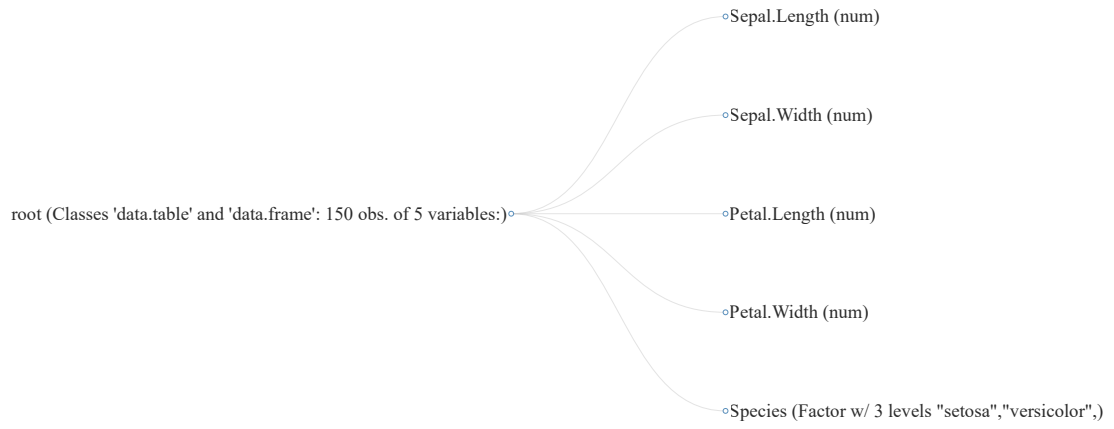 Sepal.Length (num)
Sepal.Width (num)
root (Classes 'data.table' and 'data.frame': 150 obs. of 5 variables:)
Petal.Length (num)
Petal.Width (num)
Species (Factor w/ 3 levels "setosa","versicolor",)